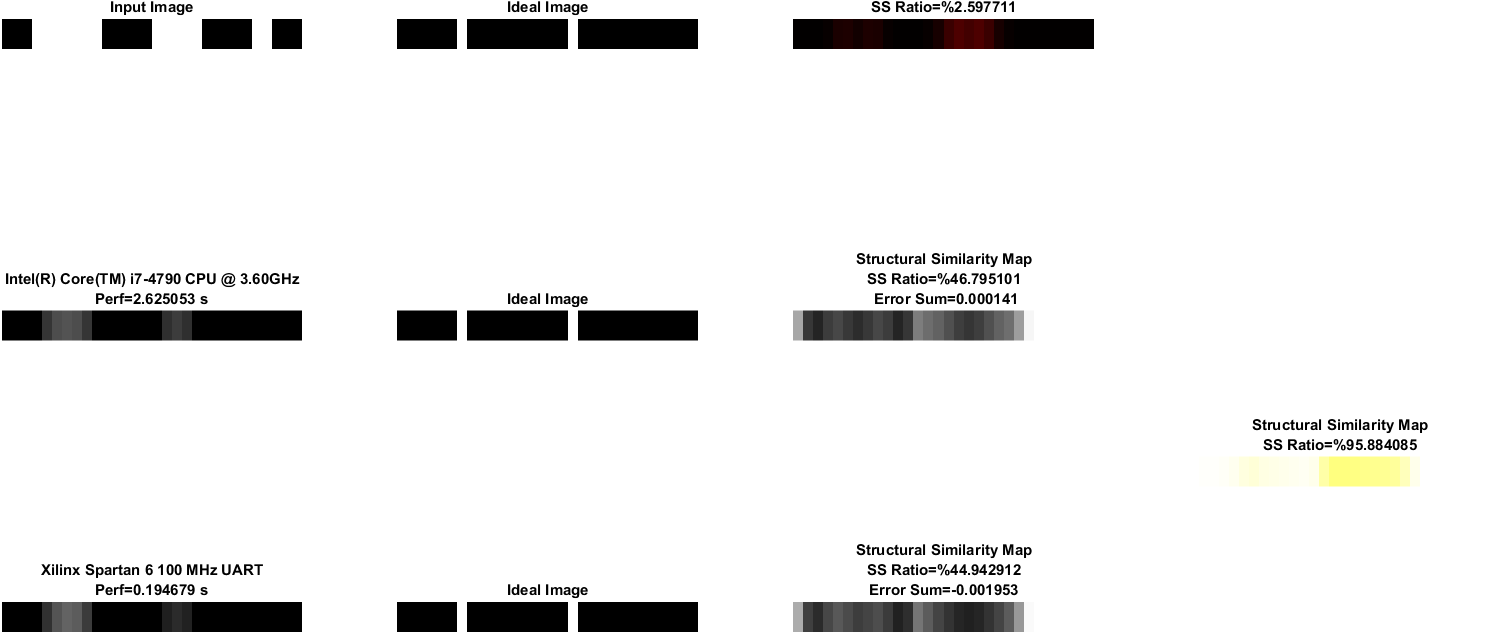 Input Image
Ideal Image
SS Ratio=%2.597711
Intel(R) Core(TM) i7-4790 CPU @ 3.60GHz
Perf=2.625053 s
Ideal Image
Structural Similarity Map
SS Ratio=%46.795101
Error Sum=0.000141
Structural Similarity Map
SS Ratio=%95.884085
Xilinx Spartan 6 100 MHz UART
Perf=0.194679 s
Ideal Image
Structural Similarity Map
SS Ratio=%44.942912
Error Sum=-0.001953